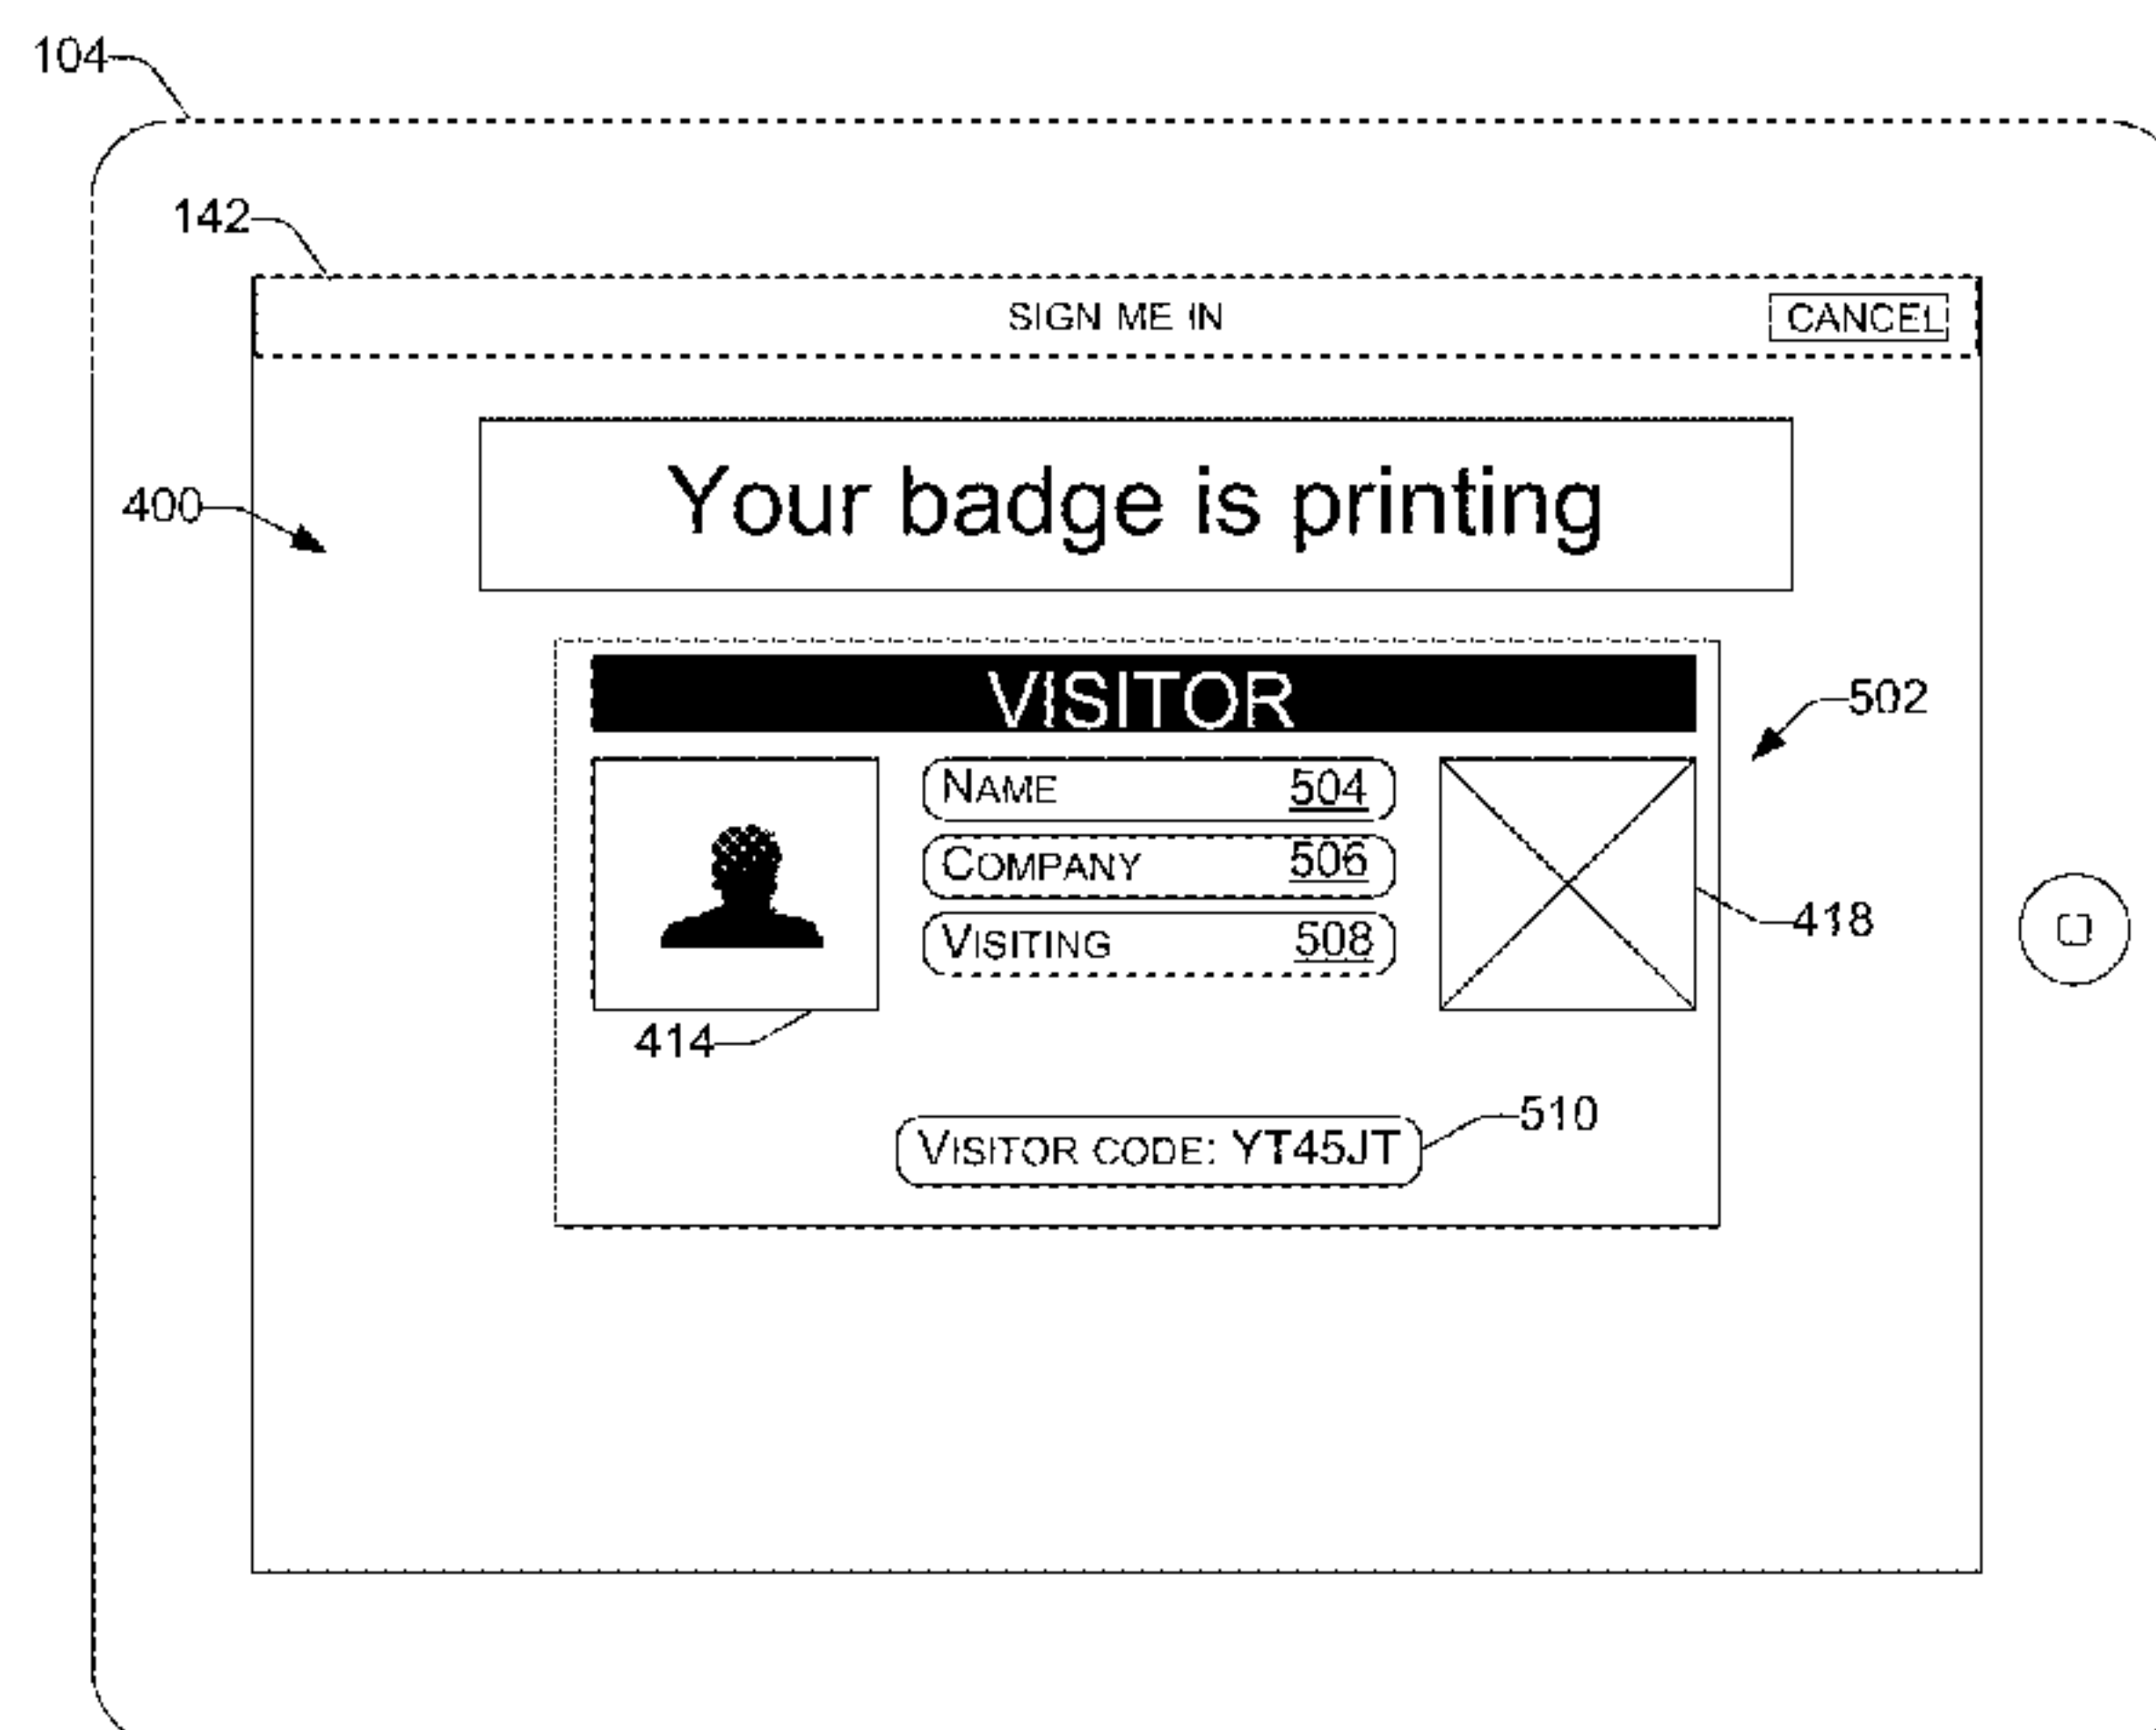 104
142
SIGN ME IN CANCEL
400
Your badge is printing
VISITOR
502
NAME 504
COMPANY 506
VISITING 508
418
414
510
VISITOR CODE: YT45JT